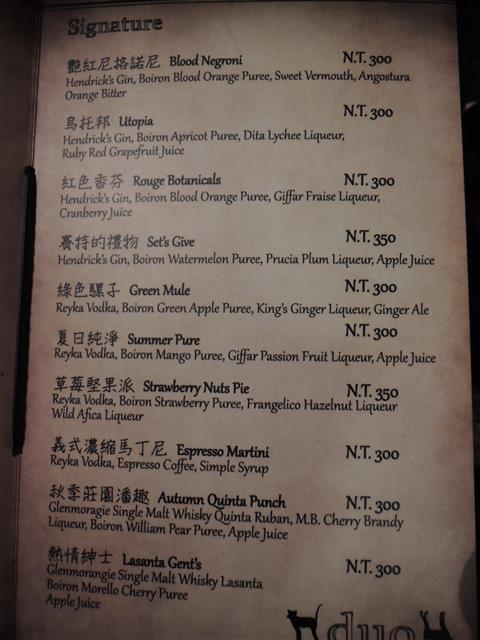 Signature
艷紅尼格諾尼 Blood Negroni N.T. 300
Hendrick's Gin, Boiron Blood Orange Puree, Sweet Vermouth, Angostura
Orange Bitter
烏托邦 Utopia N.T. 300
Hendrick's Gin, Boiron Apricot Puree, Dita Lychee Liqueur,
Ruby Red Grapefruit Juice
紅色香芬 Rouge Botanicals N.T. 300
Hendrick's Gin, Boiron Blood Orange Puree, Giffar Fraise Liqueur,
Cranberry Juice
賽特的禮物 Set's Give N.T. 350
Hendrick's Gin, Boiron Watermelon Puree, Prucia Plum Liqueur, Apple Juice
綠色騾子 Green Mule N.T. 300
Reyka Vodka, Boiron Green Apple Puree, King's Ginger Liqueur, Ginger Ale
夏日純淨 Summer Pure N.T. 300
Reyka Vodka, Boiron Mango Puree, Giffar Passion Fruit Liqueur, Apple Juice
草莓堅果派 Strawberry Nuts Pie N.T. 350
Reyka Vodka, Boiron Strawberry Puree, Frangelico Hazelnut Liqueur
Wild Afica Liqueur
義式濃縮馬丁尼 Espresso Martini N.T. 300
Reyka Vodka, Espresso Coffee, Simple Syrup
秋季莊園潘趣 Autumn Quinta Punch N.T. 300
Glenmoragie Single Malt Whisky Quinta Ruban, M.B. Cherry Brandy
Liqueur, Boiron William Pear Puree, Apple Juice
熱情紳士 Lasanta Gent's N.T. 300
Glenmorangie Single Malt Whisky Lasanta
Boiron Morello Cherry Puree
Apple Juice
duo